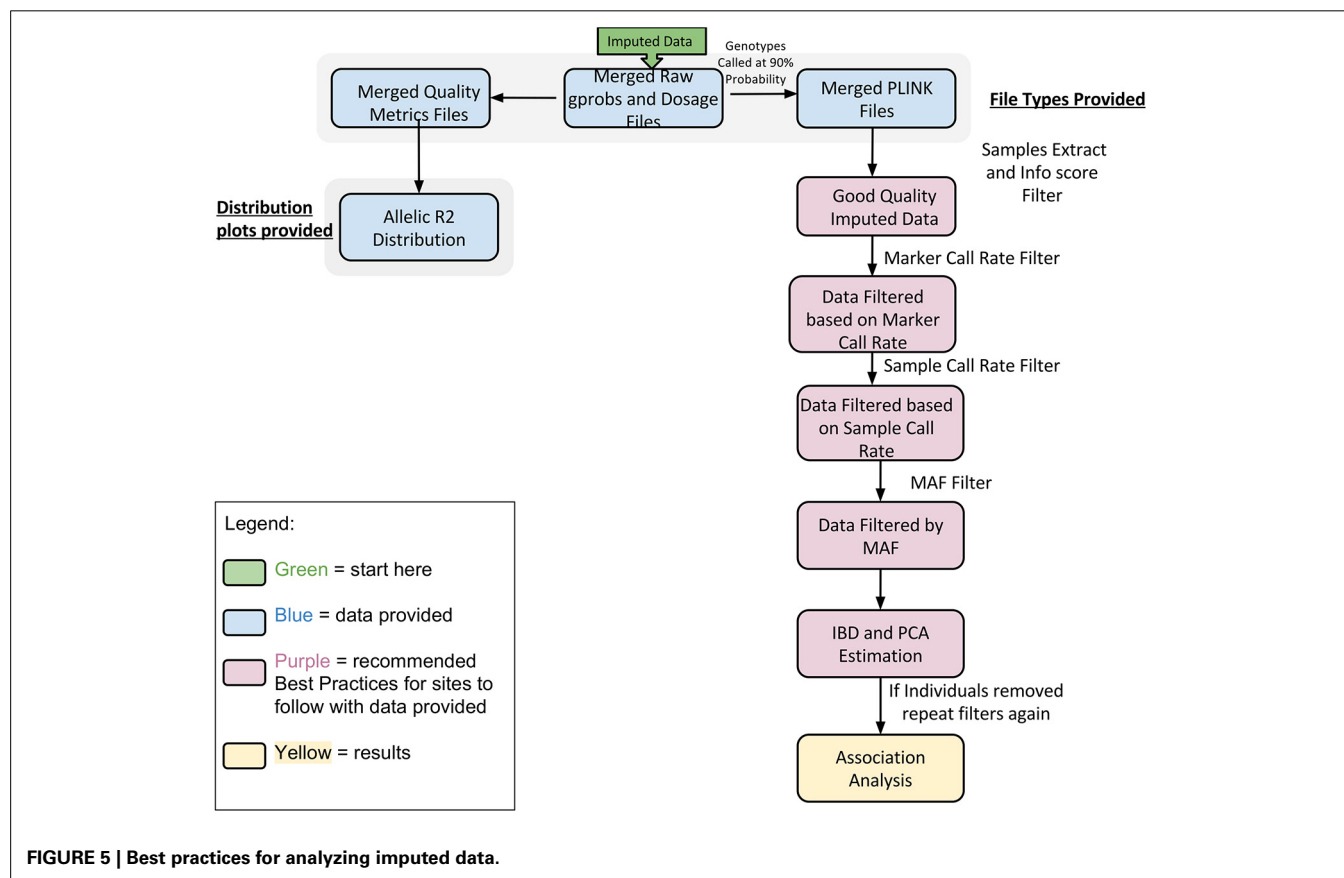 Imputed Data
Genotypes
Called at 90%
Probability
Merged Quality
Metrics Files
Merged Raw
gprobs and Dosage
Files
Merged PLINK
Files
File Types Provided
Samples Extract
and Info score
Filter
Distribution
plots provided
Allelic R2
Distribution
Good Quality
Imputed Data
Marker Call Rate Filter
Data Filtered
based on Marker
Call Rate
Sample Call Rate Filter
Data Filtered based
on Sample Call
Rate
MAF Filter
Data Filtered by
MAF
IBD and PCA
Estimation
If Individuals removed
repeat filters again
Association
Analysis
Legend:
Green = start here
Blue = data provided
Purple = recommended
Best Practices for sites to
follow with data provided
Yellow = results
FIGURE 5 | Best practices for analyzing imputed data.